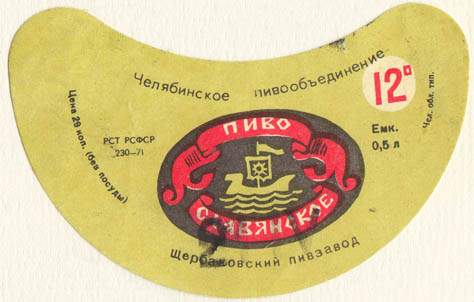 Челябинское пивообъединение
12°
Цена 29 коп. (без посуды)
РСТ РСФСР
230—71
ПИВО
СЛАВЯНСКОЕ
Емк.
0,5 л
Чел. обл. тип.
Щербаковский пивзавод